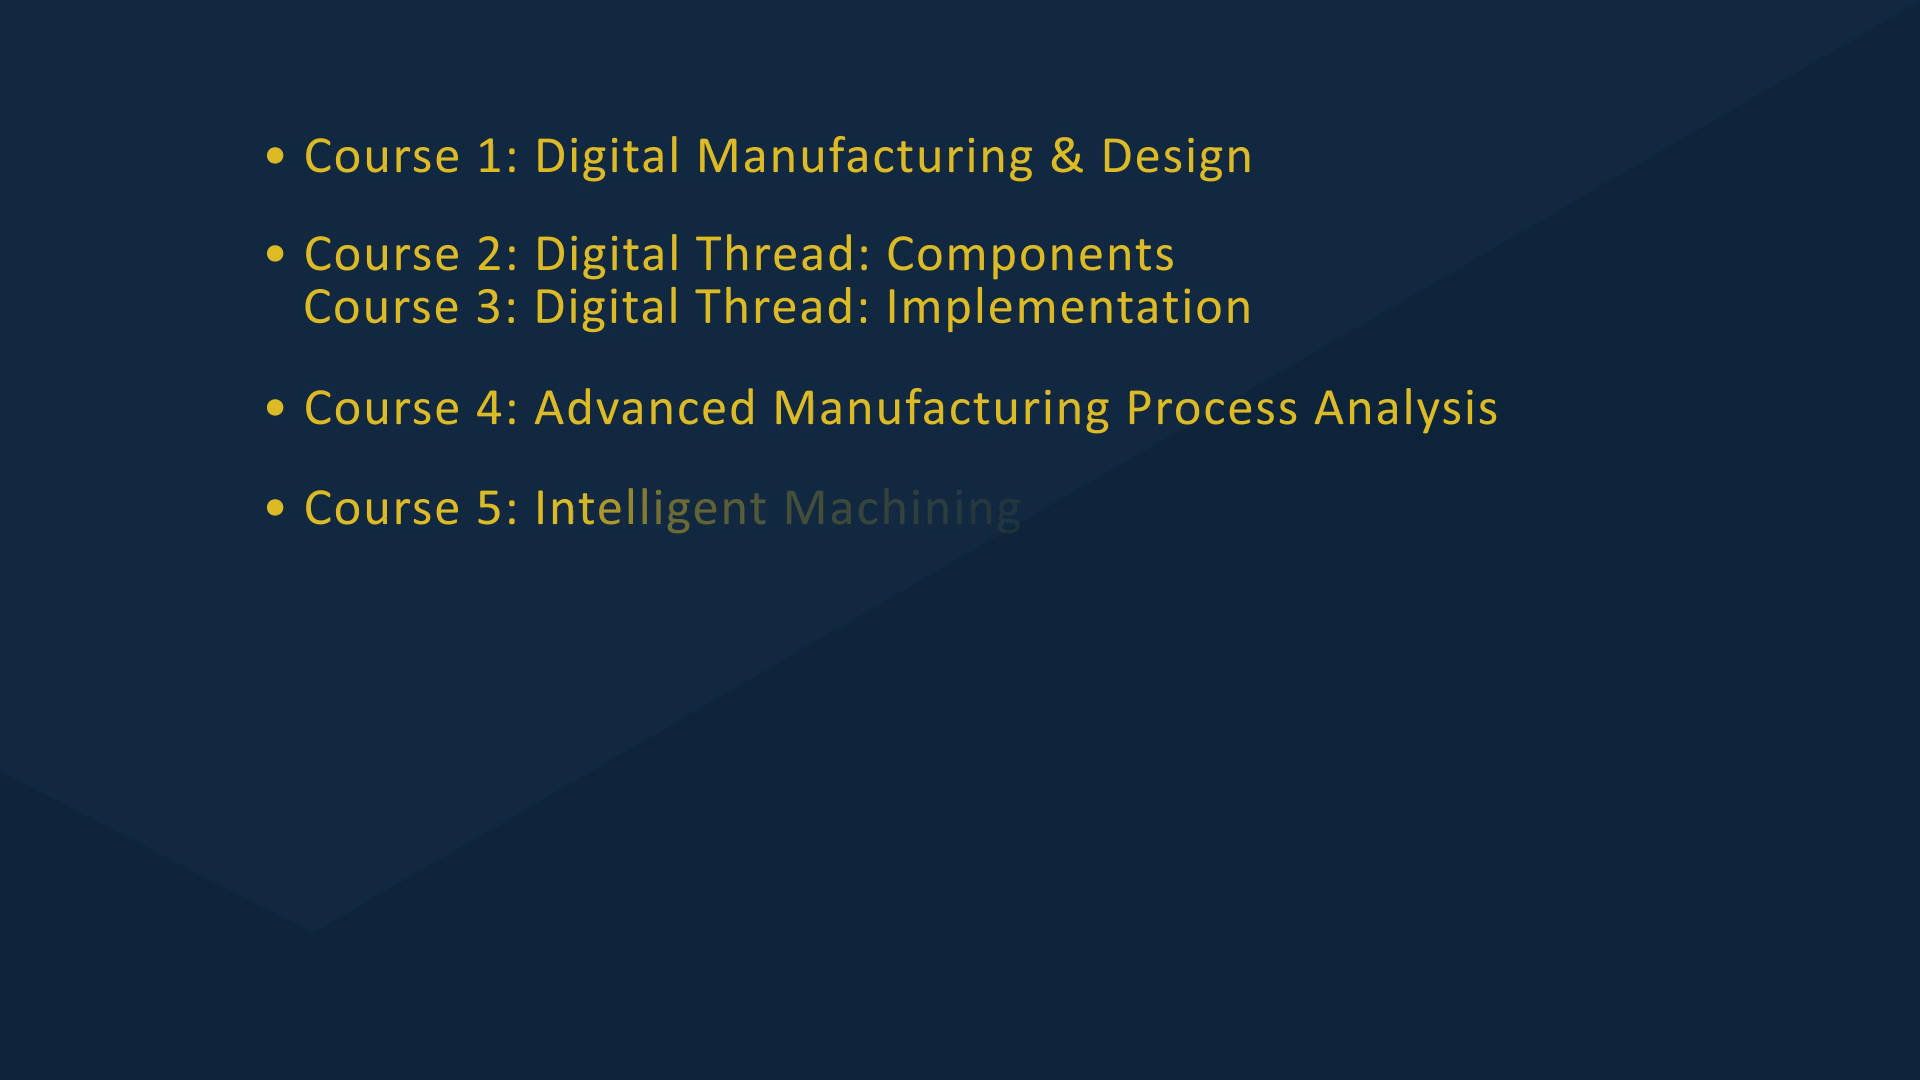 • Course 1: Digital Manufacturing & Design
• Course 2: Digital Thread: Components
Course 3: Digital Thread: Implementation
• Course 4: Advanced Manufacturing Process Analysis
• Course 5: Intelligent Machining